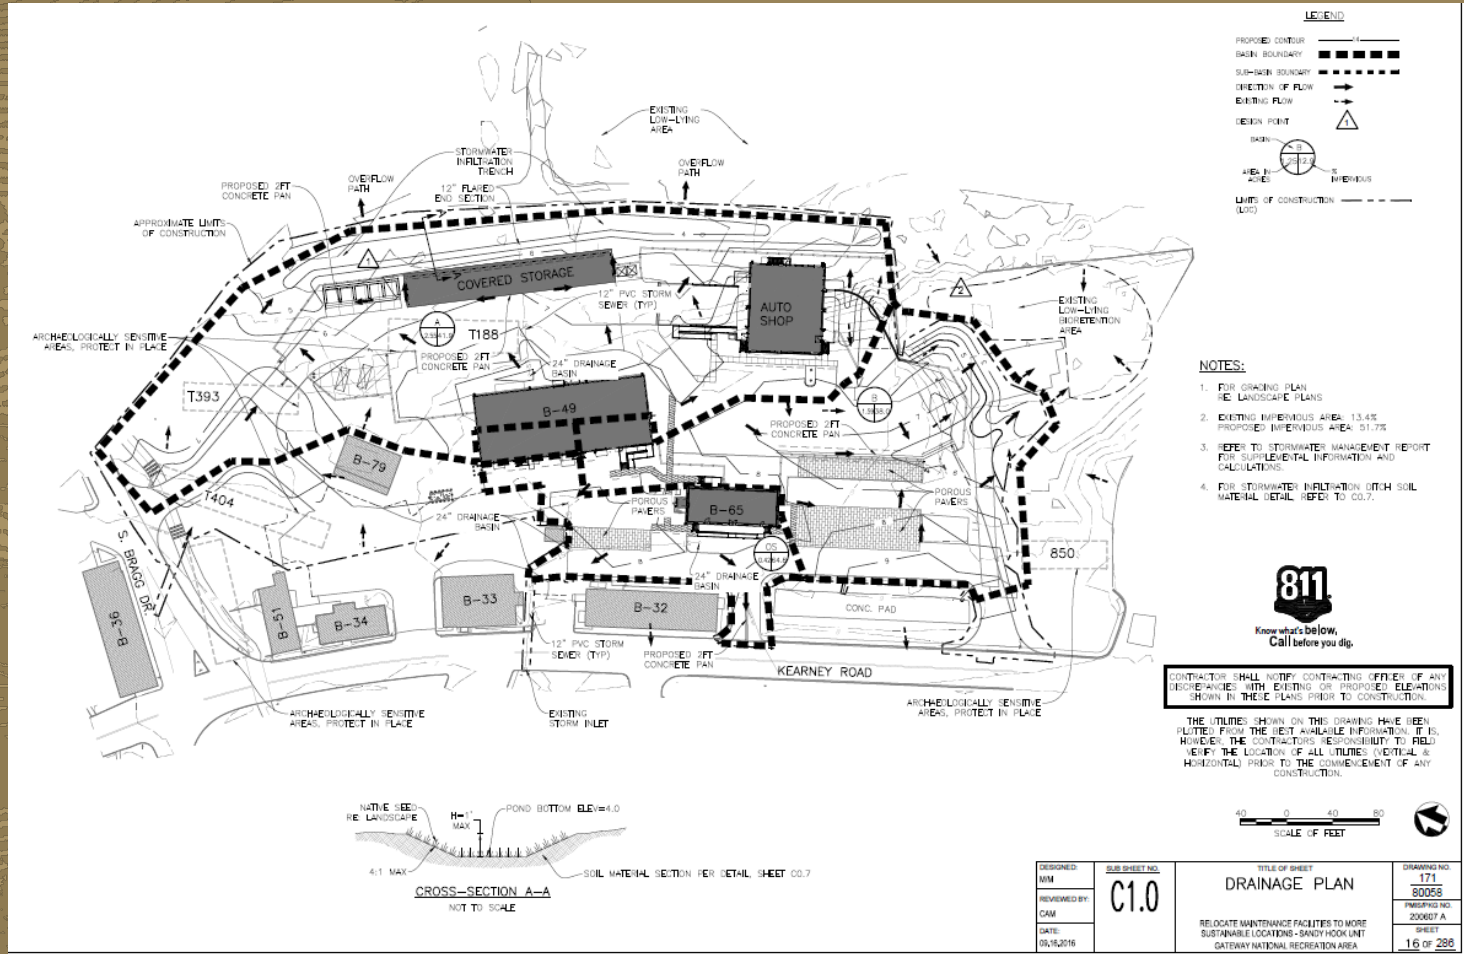 LEGEND
PROPOSED CONTOUR
BASIN BOUNDARY
SUB-BASIN BOUNDARY
DIRECTION OF FLOW
EXISTING FLOW
DESIGN POINT
1
BASIN
B
AREA IN
ACRES
%
IMPERVIOUS
LIMITS OF CONSTRUCTION
(LOC)
EXISTING
LOW-LYING
AREA
STORMWATER
INFILTRATION
TRENCH
OVERFLOW
PATH
OVERFLOW
PATH
PROPOSED 2FT
CONCRETE PAN
12" FLARED
END SECTION
APPROXIMATE LIMITS
OF CONSTRUCTION
1
COVERED STORAGE
12" PVC STORM
SEWER (TYP)
AUTO
SHOP
2
EXISTING
LOW-LYING
BIORETENTION
AREA
ARCHAEOLOGICALLY SENSITIVE
AREAS, PROTECT IN PLACE
A
T188
PROPOSED 2FT
CONCRETE PAN
24" DRAINAGE
BASIN
T393
B-49
B
PROPOSED 2FT
CONCRETE PAN
B-79
T404
24" DRAINAGE
BASIN
POROUS
PAVERS
B-65
POROUS
PAVERS
OS
850
24" DRAINAGE
BASIN
S. BRAGG DR.
B-36
B-51
B-34
B-33
B-32
CONC. PAD
12" PVC STORM
SEWER (TYP)
PROPOSED 2FT
CONCRETE PAN
KEARNEY ROAD
ARCHAEOLOGICALLY SENSITIVE
AREAS, PROTECT IN PLACE
EXISTING
STORM INLET
ARCHAEOLOGICALLY SENSITIVE
AREAS, PROTECT IN PLACE
NOTES:
1. FOR GRADING PLAN
RE: LANDSCAPE PLANS
2. EXISTING IMPERVIOUS AREA: 13.4%
PROPOSED IMPERVIOUS AREA: 51.7%
3. REFER TO STORMWATER MANAGEMENT REPORT
FOR SUPPLEMENTAL INFORMATION AND
CALCULATIONS.
4. FOR STORMWATER INFILTRATION DITCH SOIL
MATERIAL DETAIL, REFER TO C0.7.
811
Know what's below.
Call before you dig.
CONTRACTOR SHALL NOTIFY CONTRACTING OFFICER OF ANY
DISCREPANCIES WITH EXISTING OR PROPOSED ELEVATIONS
SHOWN IN THESE PLANS PRIOR TO CONSTRUCTION.
THE UTILITIES SHOWN ON THIS DRAWING HAVE BEEN
PLOTTED FROM THE BEST AVAILABLE INFORMATION. IT IS,
HOWEVER, THE CONTRACTORS RESPONSIBILITY TO FIELD
VERIFY THE LOCATION OF ALL UTILITIES (VERTICAL &
HORIZONTAL) PRIOR TO THE COMMENCEMENT OF ANY
CONSTRUCTION.
40 0 40 80
SCALE OF FEET
NATIVE SEED
RE: LANDSCAPE
H=1'
MAX
POND BOTTOM ELEV=4.0
4:1 MAX
SOIL MATERIAL SECTION PER DETAIL, SHEET C0.7
CROSS-SECTION A-A
NOT TO SCALE
DESIGNED:
MM
REVIEWED BY:
CAM
DATE:
09.16.2016
SUB SHEET NO.
C1.0
TITLE OF SHEET
DRAINAGE PLAN
RELOCATE MAINTENANCE FACILITIES TO MORE
SUSTAINABLE LOCATIONS - SANDY HOOK UNIT
GATEWAY NATIONAL RECREATION AREA
DRAWING NO.
171
80058
PMIS/PKG NO.
200607 A
SHEET
16 OF 286